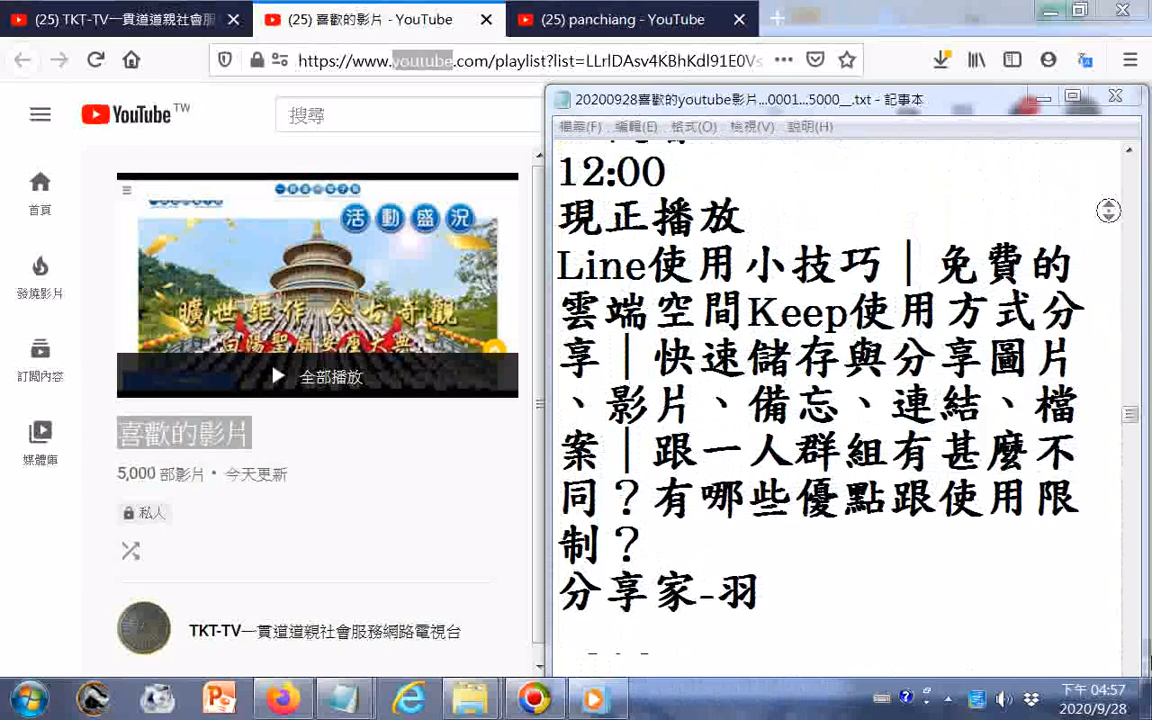 (25) TKT-TV一貫道道親社會服
(25) 喜歡的影片 - YouTube
(25) panchiang - YouTube
https://www.youtube.com/playlist?list=LLrlDAsv4KBhKdl91E0Vs
YouTube TW
搜尋
首頁
發燒影片
訂閱內容
媒體庫
活動盛況
曠世鉅作 今古奇觀
全部播放
喜歡的影片
5,000 部影片・今天更新
私人
TKT-TV一貫道道親社會服務網路電視台
20200928喜歡的youtube影片...0001...5000__.txt - 記事本
檔案(F) 編輯(E) 格式(O) 檢視(V) 說明(H)
12:00
現正播放
Line使用小技巧│免費的
雲端空間Keep使用方式分
享│快速儲存與分享圖片
、影片、備忘、連結、檔
案│跟一人群組有甚麼不
同？有哪些優點跟使用限
制？
分享家-羽
下午 04:57
2020/9/28